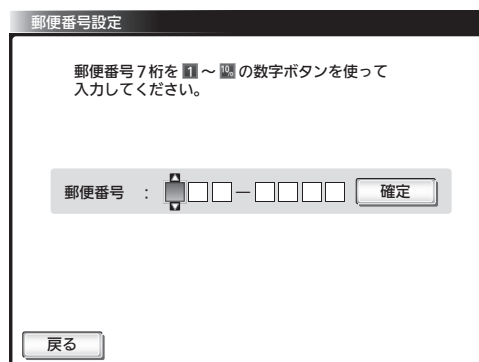 郵便番号設定
郵便番号7桁を 1 ～ 10 の数字ボタンを使って
入力してください。
郵便番号 : — 確定
戻る